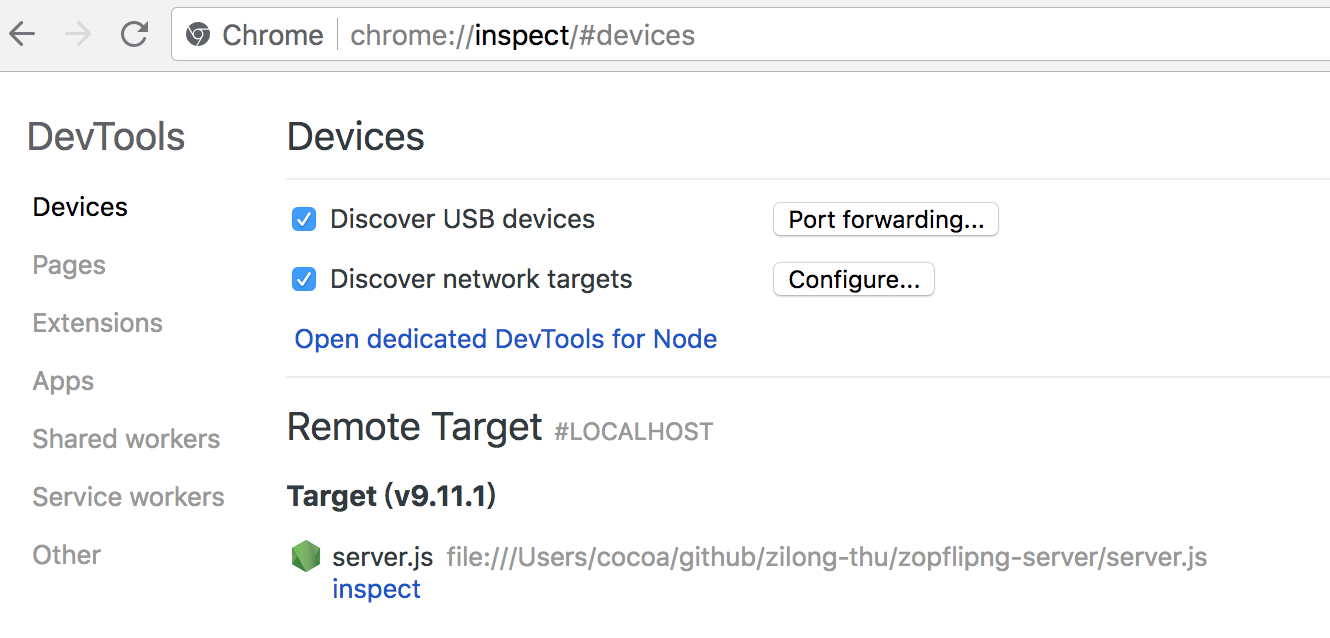 Chrome chrome://inspect/#devices
DevTools
Devices
Pages
Extensions
Apps
Shared workers
Service workers
Other
Devices
Discover USB devices Port forwarding...
Discover network targets Configure...
Open dedicated DevTools for Node
Remote Target #LOCALHOST
Target (v9.11.1)
server.js file:///Users/cocoa/github/zilong-thu/zopflipng-server/server.js
inspect